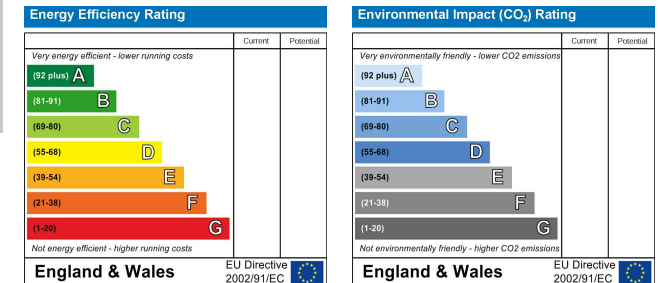 Energy Efficiency Rating
Current Potential
Very energy efficient - lower running costs
(92 plus) A
(81-91) B
(69-80) C
(55-68) D
(39-54) E
(21-38) F
(1-20) G
Not energy efficient - higher running costs
England & Wales
EU Directive
2002/91/EC
Environmental Impact (CO₂) Rating
Current Potential
Very environmentally friendly - lower CO2 emissions
(92 plus) A
(81-91) B
(69-80) C
(55-68) D
(39-54) E
(21-38) F
(1-20) G
Not environmentally friendly - higher CO2 emissions
England & Wales
EU Directive
2002/91/EC